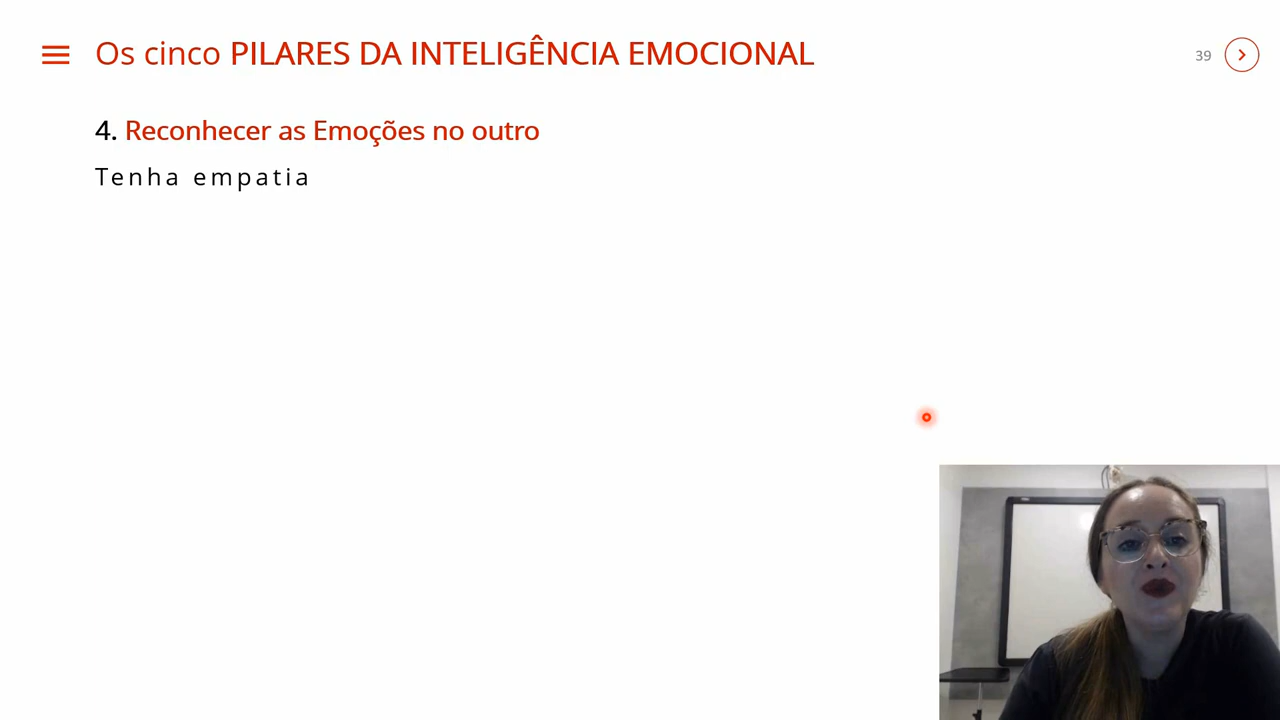 Os cinco PILARES DA INTELIGÊNCIA EMOCIONAL
39
4. Reconhecer as Emoções no outro
Tenha empatia